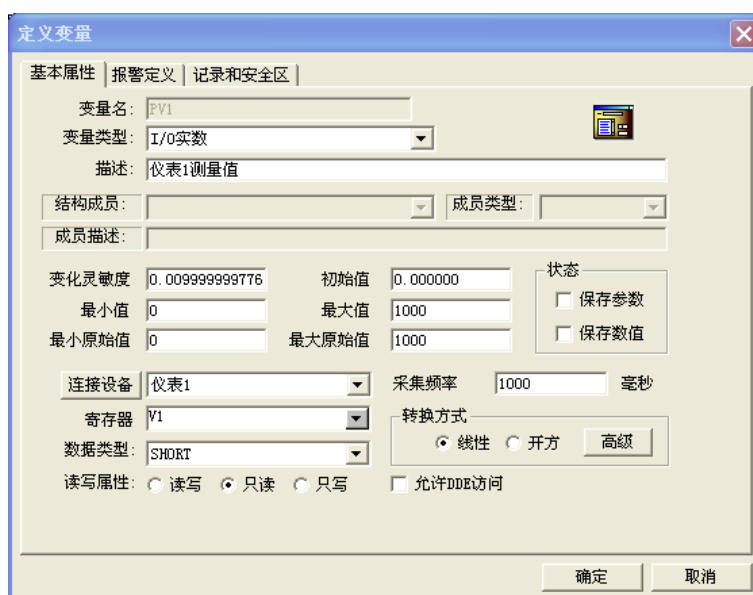 定义变量
基本属性 报警定义 记录和安全区
变量名: PV1
变量类型: I/O实数
描述: 仪表1测量值
结构成员: 成员类型:
成员描述:
变化灵敏度 0.009999999776 初始值 0.000000 状态
最小值 0 最大值 1000 保存参数
最小原始值 0 最大原始值 1000 保存数值
连接设备 仪表1 采集频率 1000 毫秒
寄存器 V1 转换方式
线性 开方 高级
数据类型: SHORT
读写属性: 读写 只读 只写 允许DDE访问
确定 取消